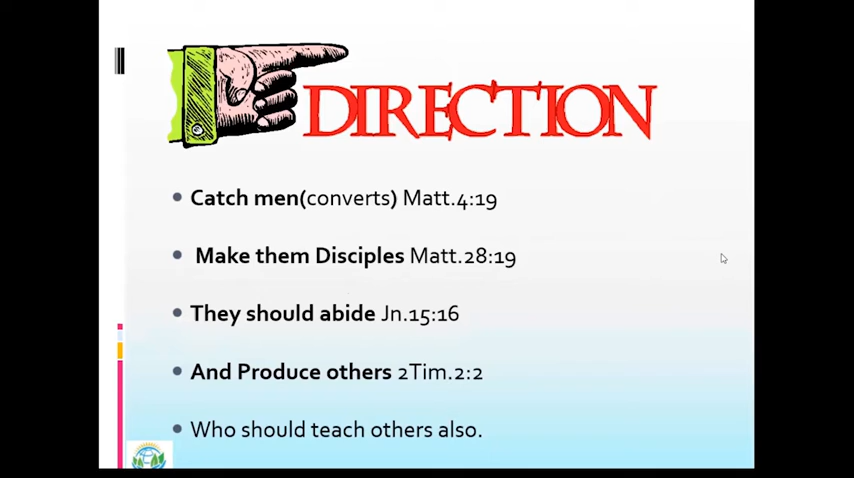 DIRECTION
Catch men(converts) Matt.4:19
Make them Disciples Matt.28:19
They should abide Jn.15:16
And Produce others 2Tim.2:2
Who should teach others also.